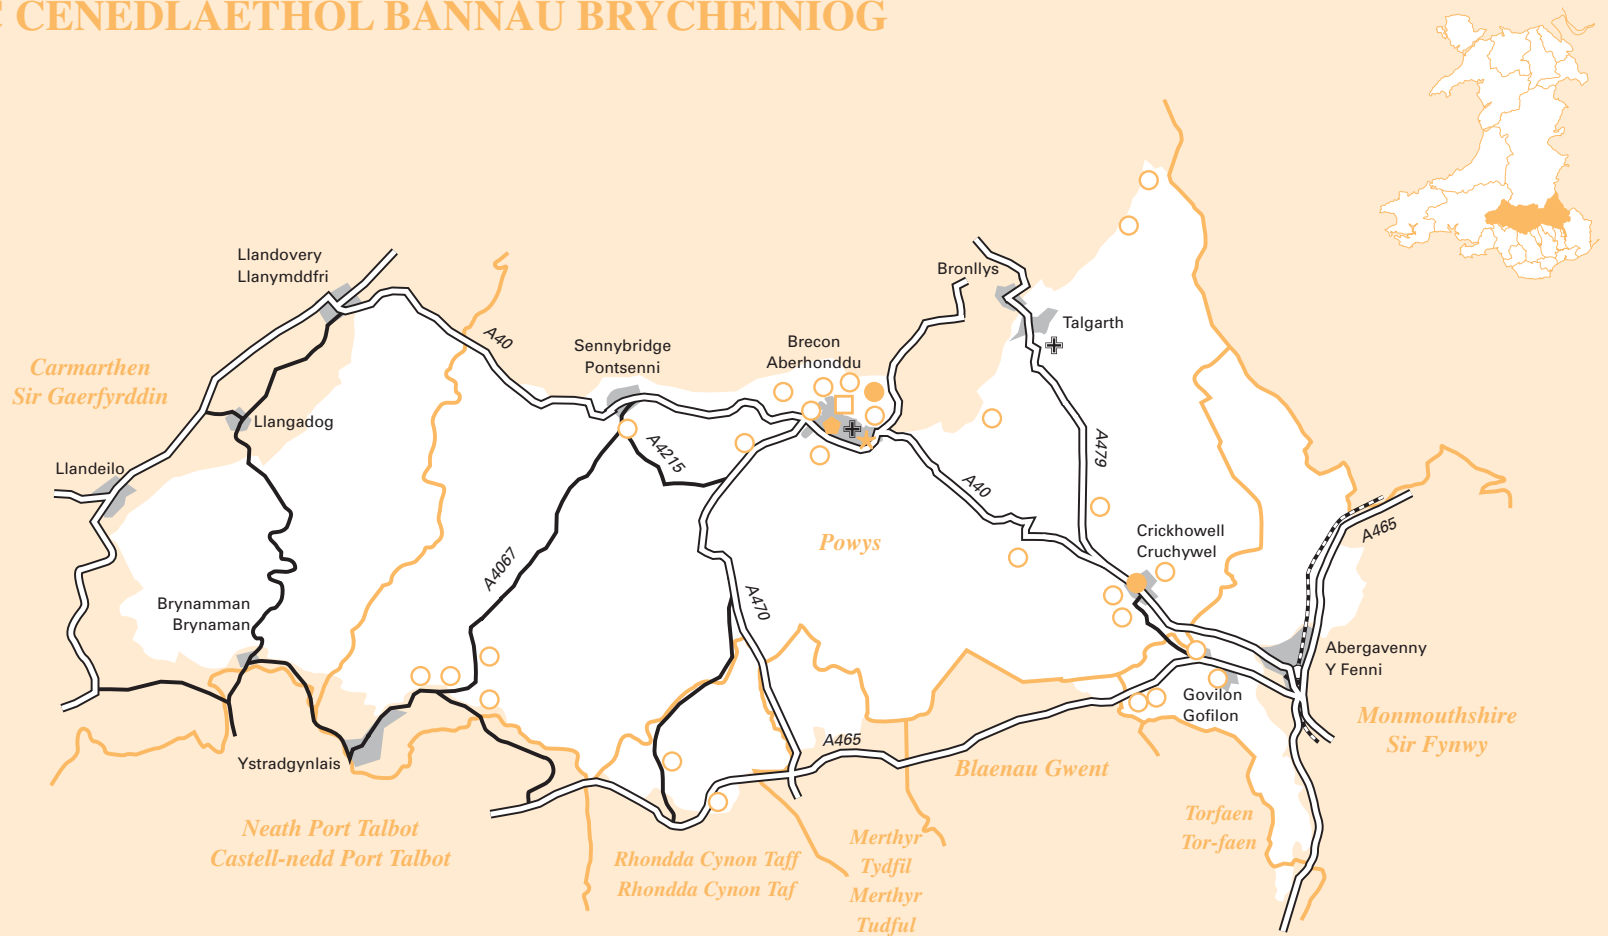 CENEDLAETHOL BANNAU BRYCHEINIOG
Llandovery
Llanymddfri
Bronllys
A40
Talgarth
Sennybridge
Pontsenni
Brecon
Aberhonddu
Carmarthen
Sir Gaerfyrddin
Llangadog
A4215
A479
Llandeilo
A40
A465
Powys
Crickhowell
Cruchywel
A4067
A470
Brynamman
Brynaman
Abergavenny
Y Fenni
Govilon
Gofilon
Monmouthshire
Sir Fynwy
A465
Ystradgynlais
Blaenau Gwent
Torfaen
Tor-faen
Neath Port Talbot
Castell-nedd Port Talbot
Rhondda Cynon Taff
Rhondda Cynon Taf
Merthyr
Tydfil
Merthyr
Tudful